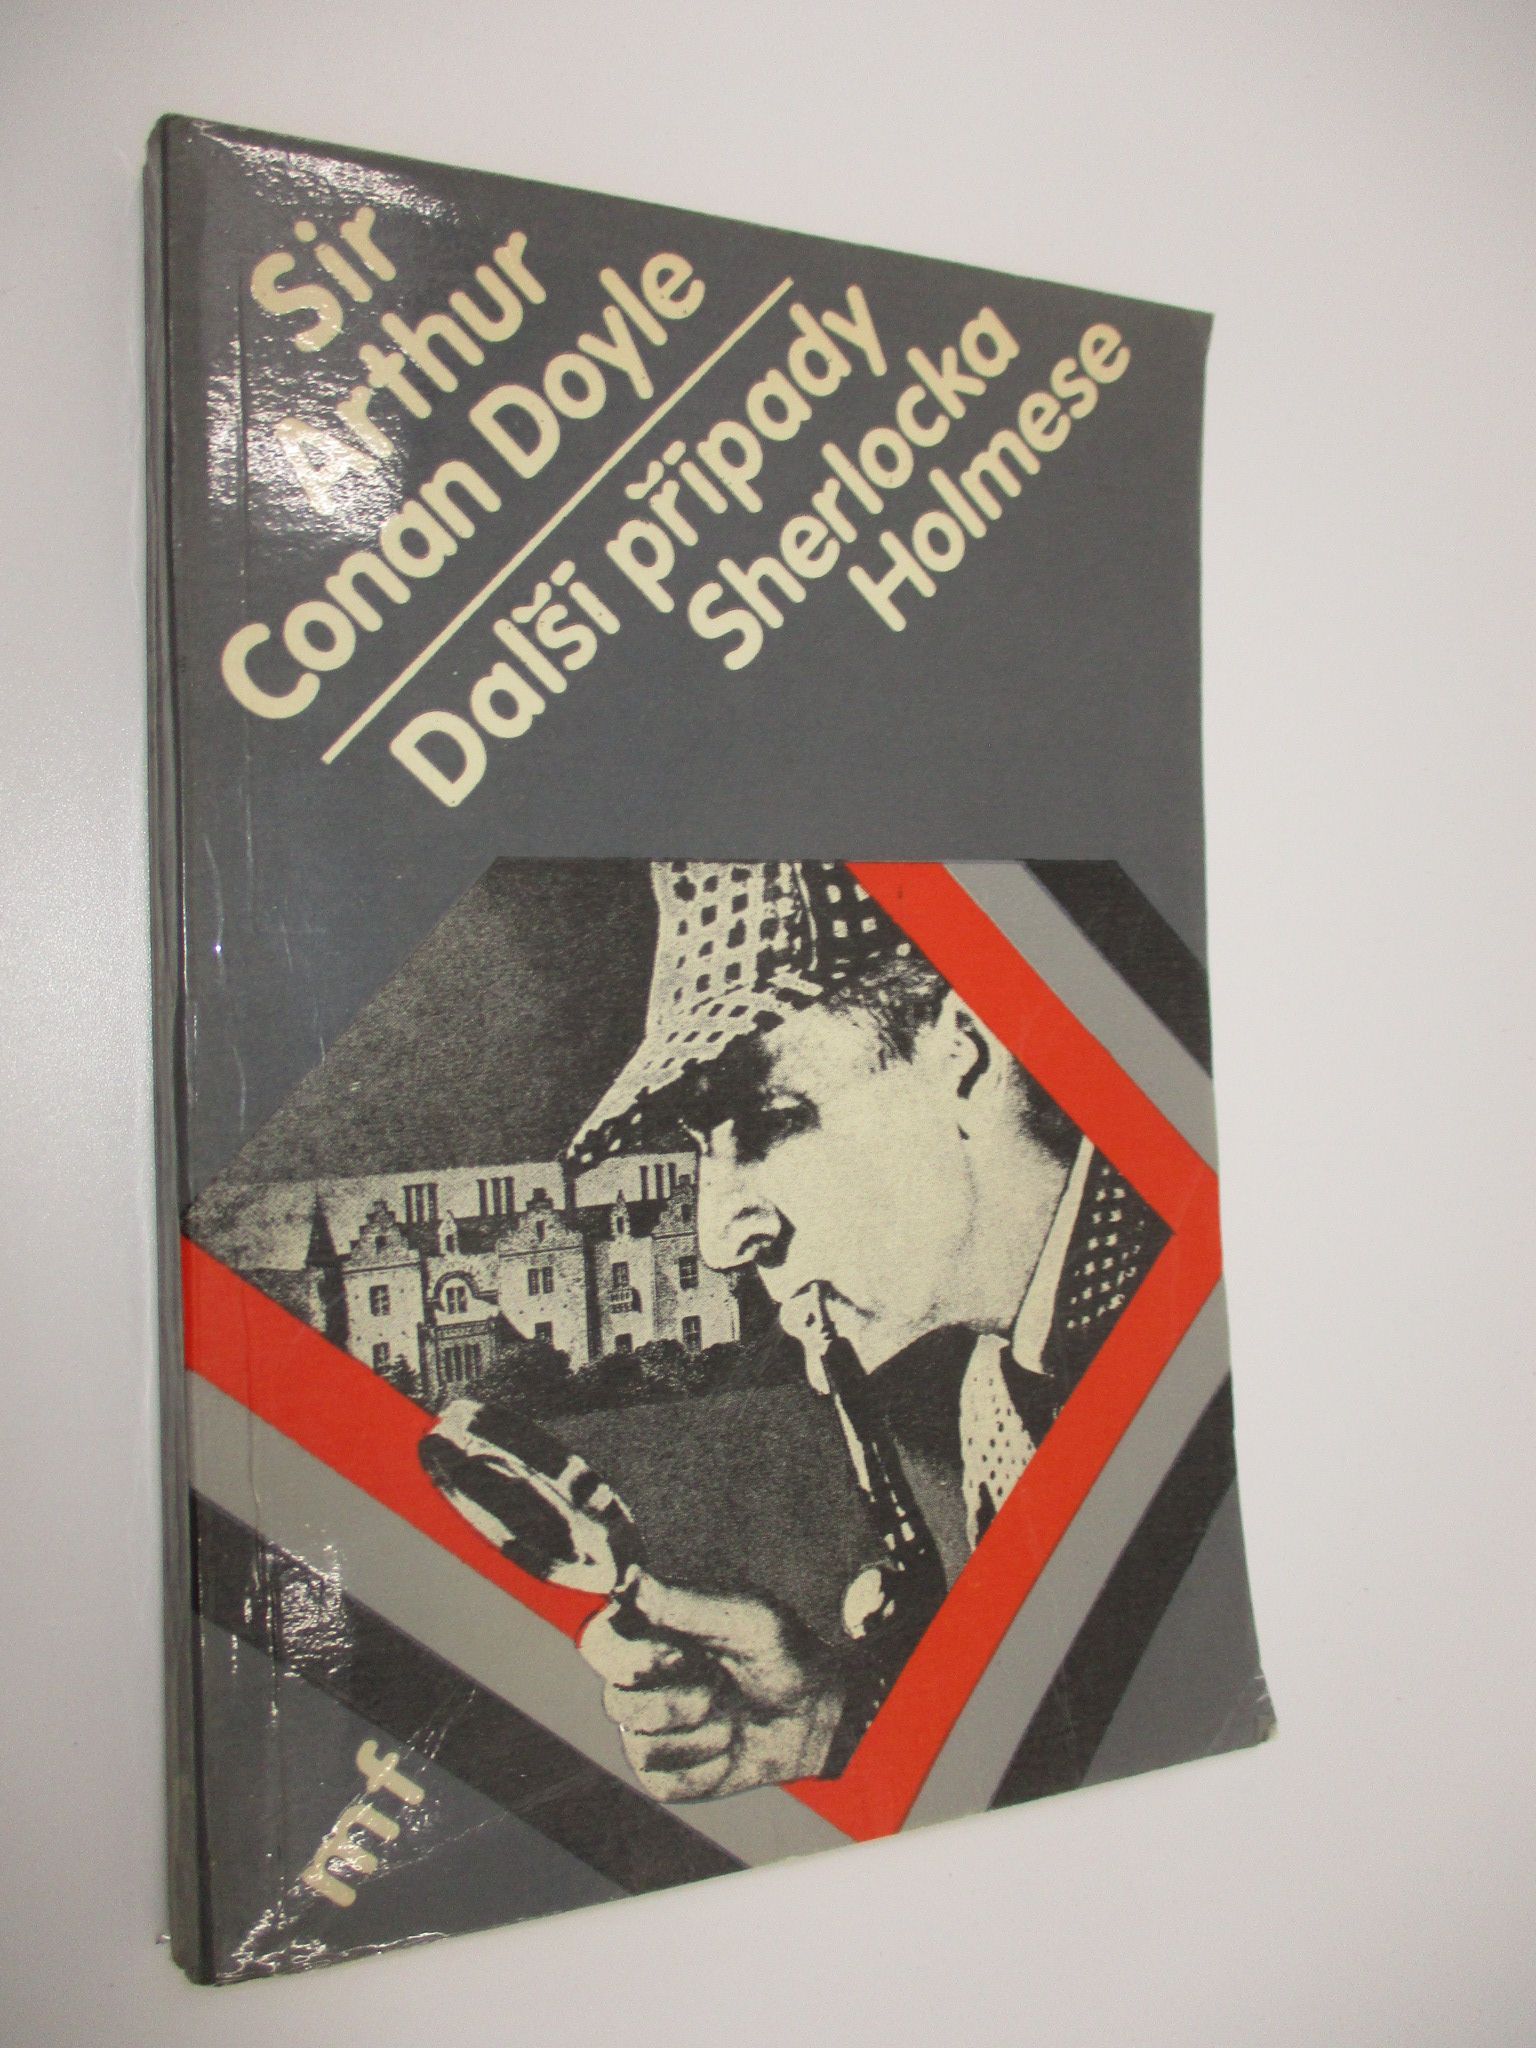 Sir
Arthur
Conan Doyle
Další případy
Sherlocka
Holmese
mf